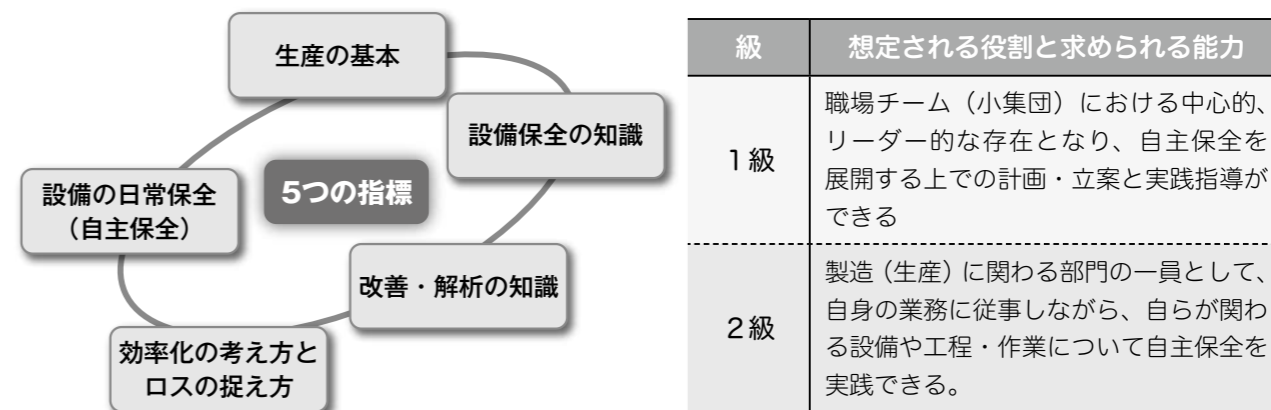 生産の基本
設備保全の知識
5つの指標
設備の日常保全
(自主保全)
改善・解析の知識
効率化の考え方と
ロスの捉え方
級
想定される役割と求められる能力
1級
職場チーム(小集団)における中心的、
リーダー的な存在となり、自主保全を
展開する上での計画・立案と実践指導が
できる
2級
製造(生産)に関わる部門の一員として、
自身の業務に従事しながら、自らが関わ
る設備や工程・作業について自主保全を
実践できる。